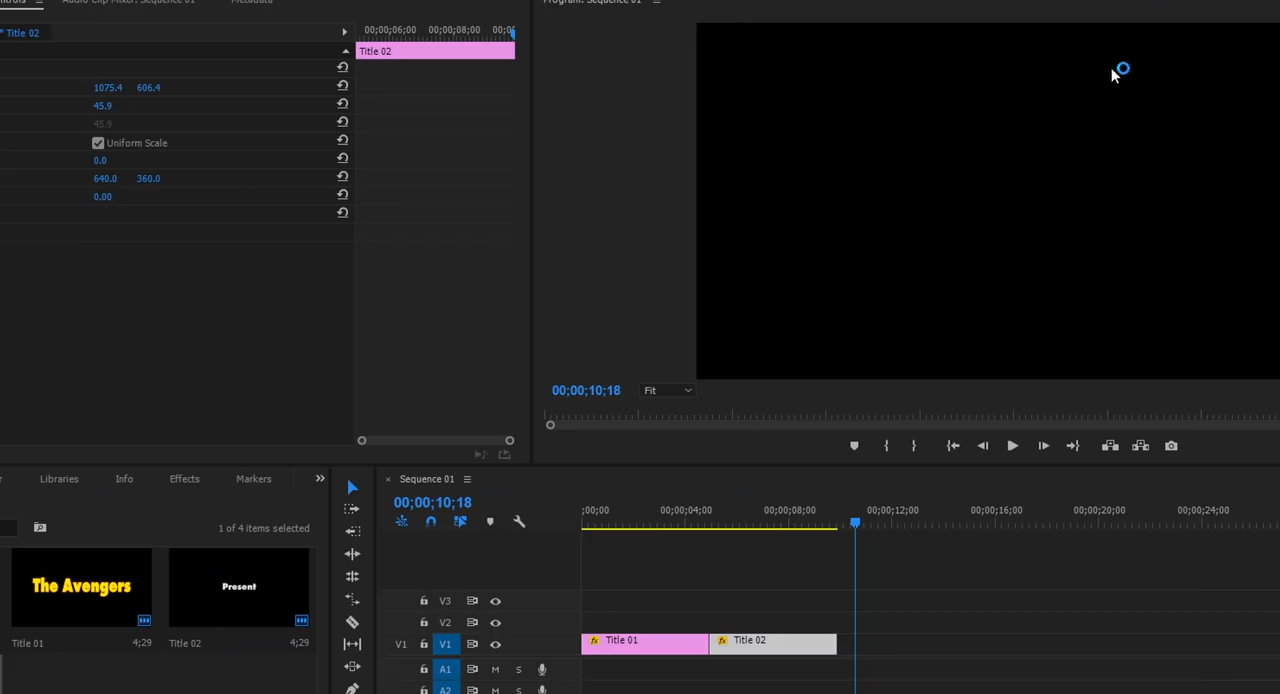 Audio Clip Mixer: Sequence 01
Metadata
Program: Sequence 01
* Title 02
00;00;06;00
00;00;08;00
Title 02
1075.4 606.4
45.9
45.9
Uniform Scale
0.0
640.0 360.0
0.00
00;00;10;18
Fit
Libraries
Info
Effects
Markers
1 of 4 items selected
The Avengers
Present
Title 01
4;29
Title 02
4;29
× Sequence 01
00;00;10;18
;00;00
00;00;04;00
00;00;08;00
00;00;12;00
00;00;16;00
00;00;20;00
00;00;24;00
V3
V2
V1 V1
fx Title 01
fx Title 02
A1 M S
A2 M S